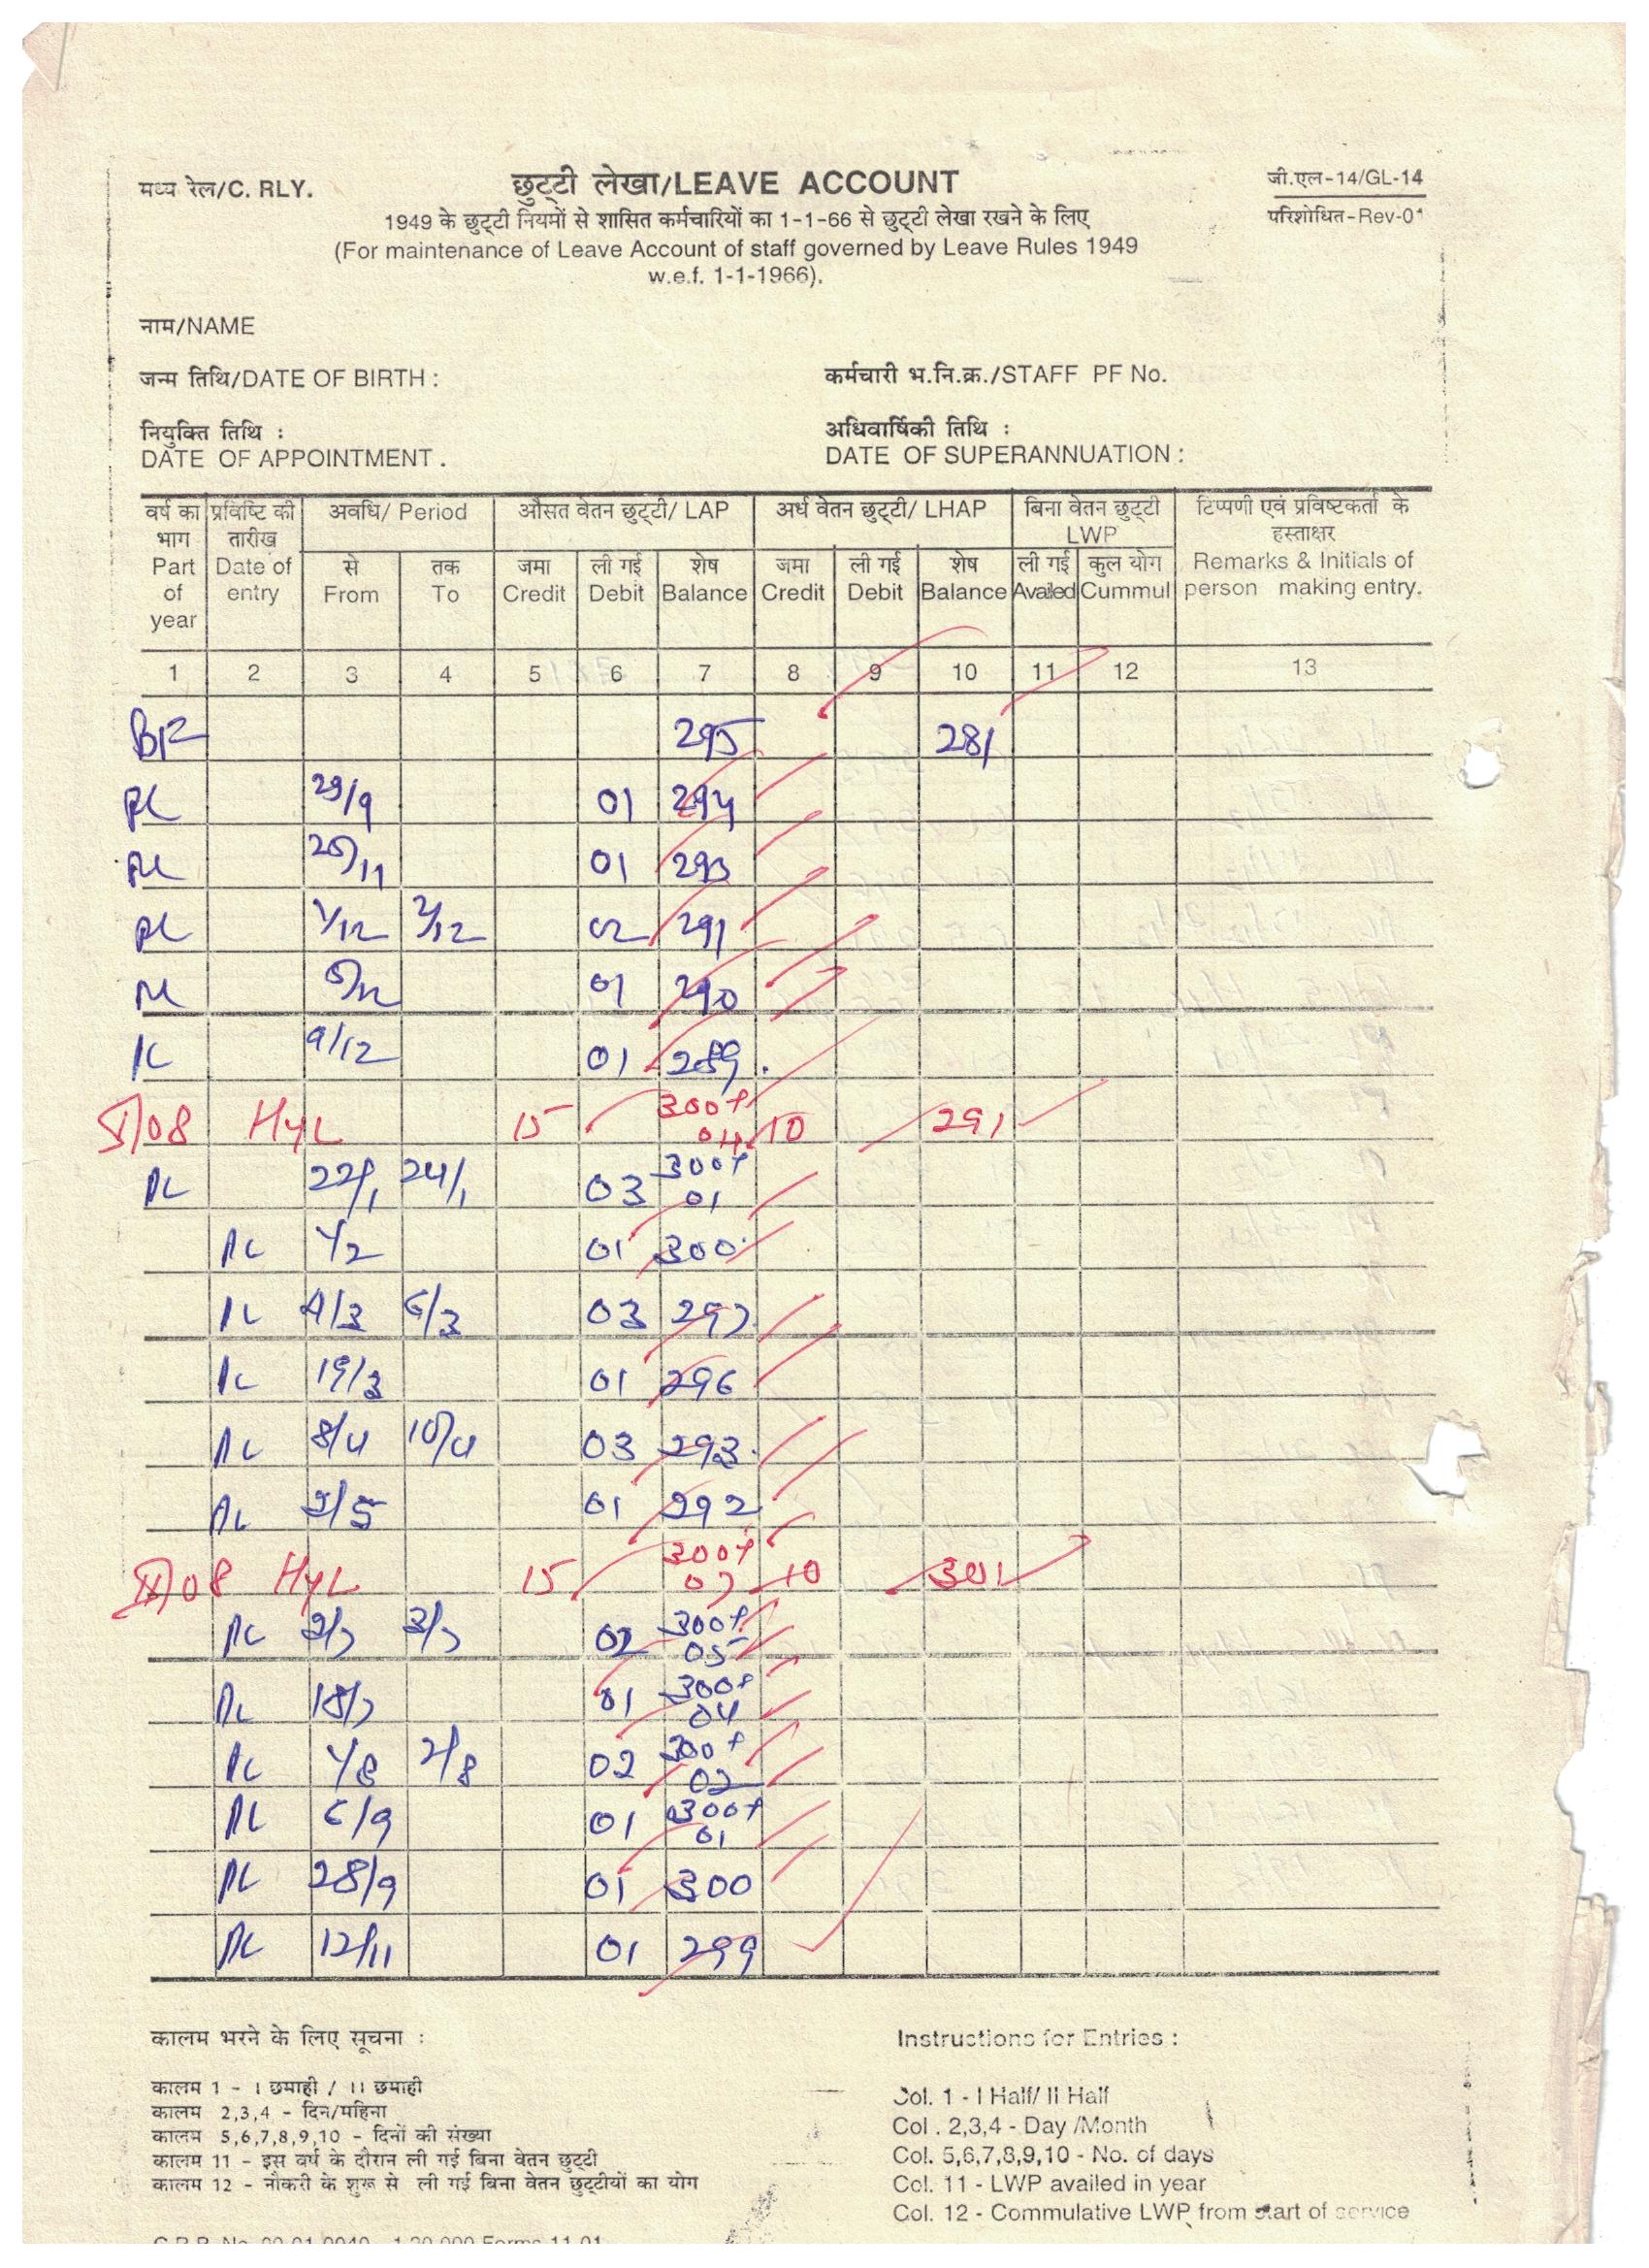 मध्य रेल/C. RLY.
छुट्टी लेखा/LEAVE ACCOUNT
जी.एल-14/GL-14
परिशोधित-Rev-01
1949 के छुट्टी नियमों से शासित कर्मचारियों का 1-1-66 से छुट्टी लेखा रखने के लिए
(For maintenance of Leave Account of staff governed by Leave Rules 1949
w.e.f. 1-1-1966).
नाम/NAME
जन्म तिथि/DATE OF BIRTH :
कर्मचारी भ.नि.क्र./STAFF PF No.
नियुक्ति तिथि :
DATE OF APPOINTMENT .
अधिवार्षिकी तिथि :
DATE OF SUPERANNUATION :
वर्ष का भाग Part of year
प्रविष्टि की तारीख Date of entry
अवधि/ Period
से From
तक To
औसत वेतन छुट्टी/ LAP
जमा Credit
ली गई Debit
शेष Balance
अर्ध वेतन छुट्टी/ LHAP
जमा Credit
ली गई Debit
शेष Balance
बिना वेतन छुट्टी LWP
ली गई Availed
कुल योग Cummul
टिप्पणी एवं प्रविष्टकर्ता के हस्ताक्षर
Remarks & Initials of person making entry.
1 2 3 4 5 6 7 8 9 10 11 12 13
B/F 295 281
PL 29/9 01 294
PL 25/11 01 293
PL 1/12 2/12 02 291
PL 5/12 01 290
PL 9/12 01 289.
I/08 HYL 15 300+04 10 291
PL 22/1 24/1 03 300+01
PL 1/2 01 300
PL 4/3 6/3 03 297
PL 19/3 01 296
PL 8/4 10/4 03 293
PL 2/5 01 292
II/08 HYL 15 300+07 10 301
PL 2/7 3/7 02 300+05
PL 18/7 01 300+04
PL 1/8 2/8 02 300+02
PL 6/9 01 300+01
PL 28/9 01 300
PL 12/11 01 299
कालम भरने के लिए सूचना :
कालम 1 - I छमाही / II छमाही
कालम 2,3,4 - दिन/महिना
कालम 5,6,7,8,9,10 - दिनों की संख्या
कालम 11 - इस वर्ष के दौरान ली गई बिना वेतन छुट्टी
कालम 12 - नौकरी के शुरू से ली गई बिना वेतन छुट्टीयों का योग
Instructions for Entries :
Col. 1 - I Half/ II Half
Col . 2,3,4 - Day /Month
Col. 5,6,7,8,9,10 - No. of days
Col. 11 - LWP availed in year
Col. 12 - Commulative LWP from start of service